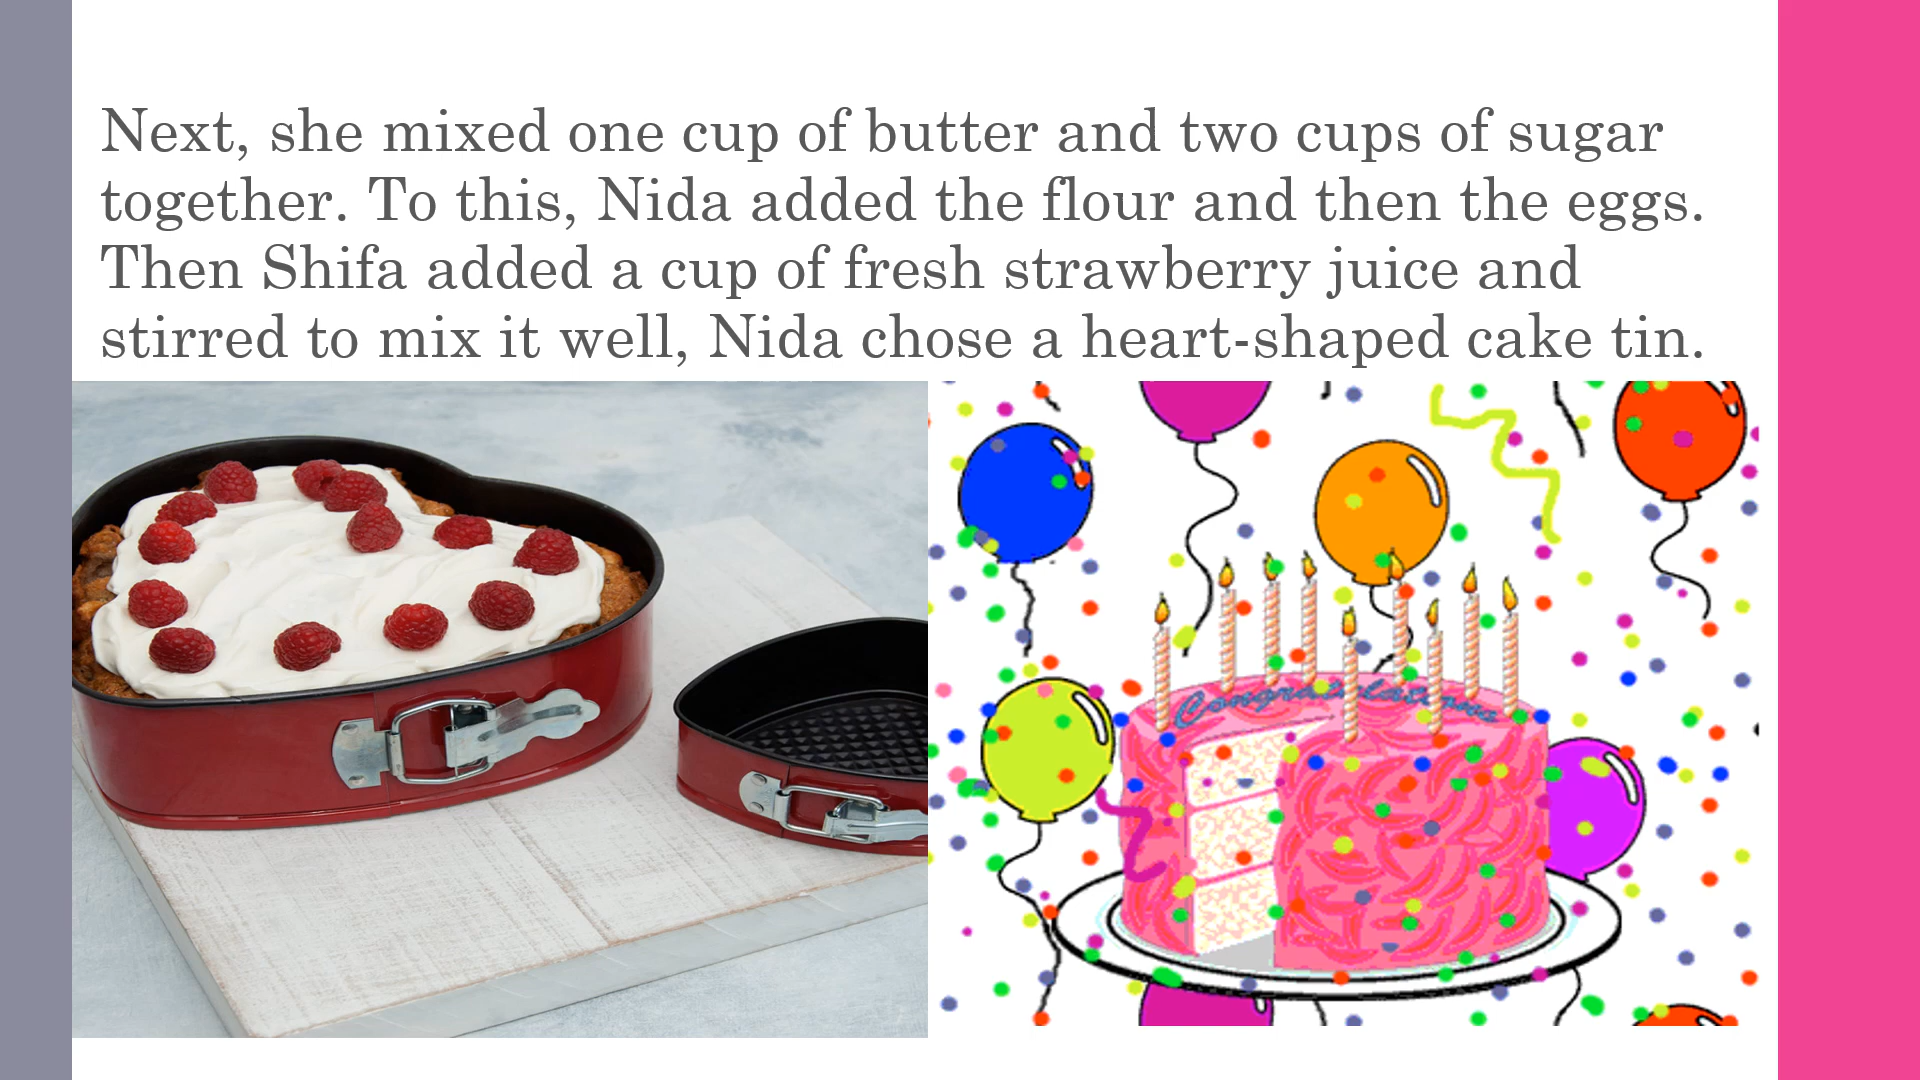 Next, she mixed one cup of butter and two cups of sugar
together. To this, Nida added the flour and then the eggs.
Then Shifa added a cup of fresh strawberry juice and
stirred to mix it well, Nida chose a heart-shaped cake tin.
Congratulations